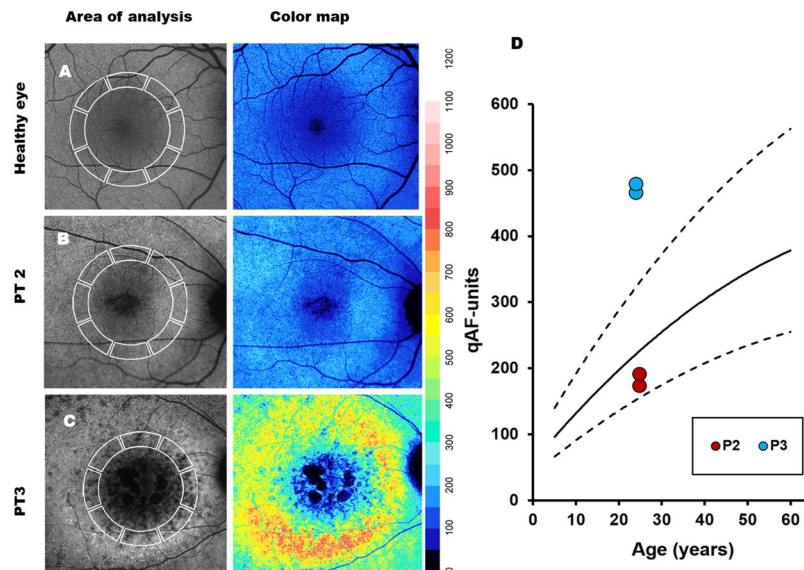 Area of analysis
Color map
Healthy eye
A
PT 2
B
PT3
C
1200
1100
1000
900
800
700
600
500
400
300
200
100
0
D
600
500
400
300
200
100
0
qAF-units
0 10 20 30 40 50 60
Age (years)
P2 P3